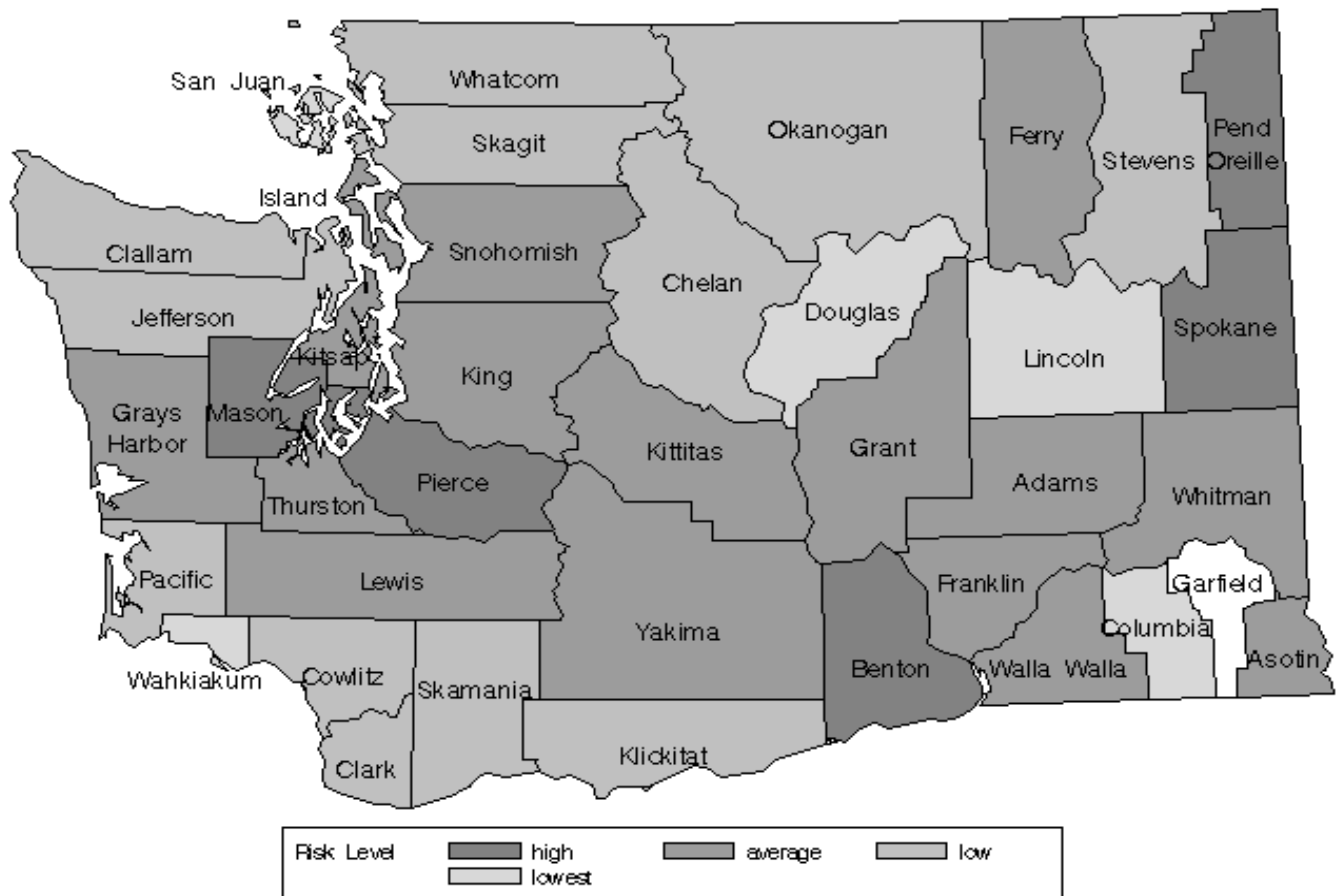 Whatcom
San Juan
Skagit
Okanogan
Ferry
Stevens
Pend
Oreille
Island
Clallam
Snohomish
Chelan
Douglas
Jefferson
Kitsap
King
Lincoln
Spokane
Grays
Harbor
Mason
Kittitas
Grant
Pierce
Thurston
Adams
Whitman
Pacific
Lewis
Franklin
Garfield
Yakima
Columbia
Wahkiakum
Cowlitz
Skamania
Benton
Walla Walla
Asotin
Clark
Klickitat
Risk Level high average low
lowest